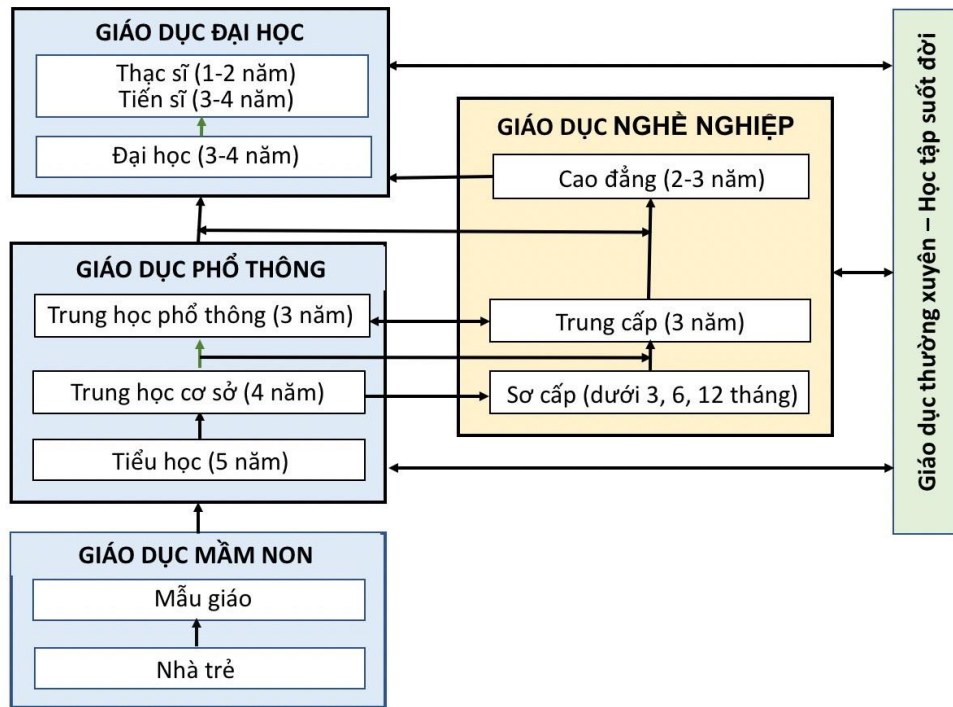 GIÁO DỤC ĐẠI HỌC
Thạc sĩ (1-2 năm)
Tiến sĩ (3-4 năm)
Đại học (3-4 năm)
GIÁO DỤC NGHỀ NGHIỆP
Cao đẳng (2-3 năm)
GIÁO DỤC PHỔ THÔNG
Trung học phổ thông (3 năm)
Trung cấp (3 năm)
Trung học cơ sở (4 năm)
Sơ cấp (dưới 3, 6, 12 tháng)
Tiểu học (5 năm)
GIÁO DỤC MẦM NON
Mẫu giáo
Nhà trẻ
Giáo dục thường xuyên – Học tập suốt đời